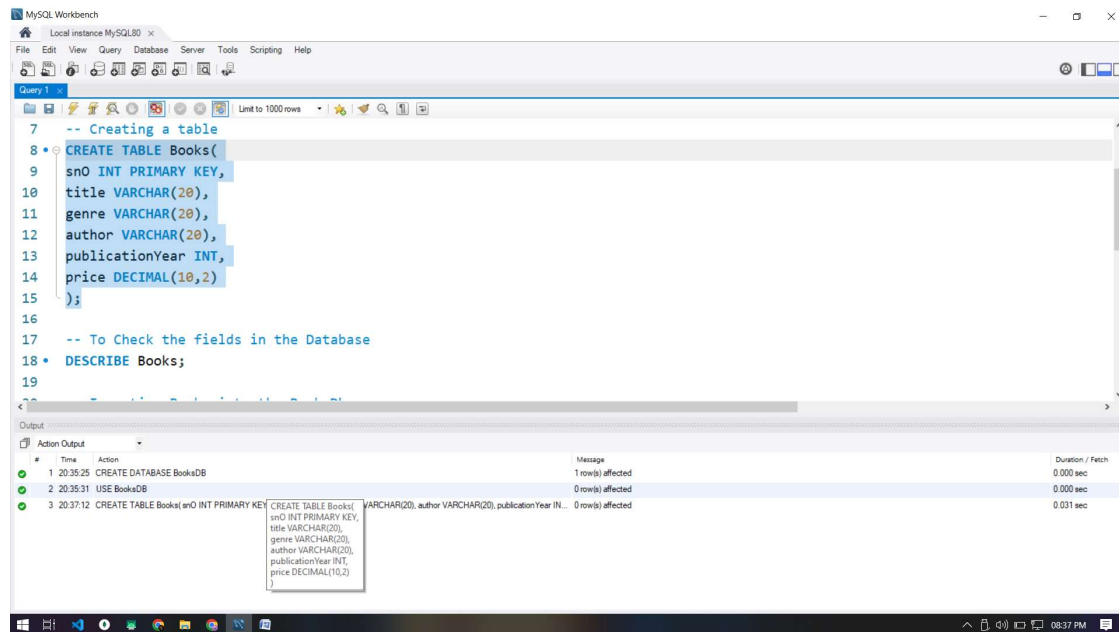 MySQL Workbench
Local instance MySQL80 ×
File Edit View Query Database Server Tools Scripting Help
Query 1 ×
Limit to 1000 rows
7 -- Creating a table
8 CREATE TABLE Books(
9 snO INT PRIMARY KEY,
10 title VARCHAR(20),
11 genre VARCHAR(20),
12 author VARCHAR(20),
13 publicationYear INT,
14 price DECIMAL(10,2)
15 );
16
17 -- To Check the fields in the Database
18 DESCRIBE Books;
19
Output
Action Output
# Time Action Message Duration / Fetch
1 20:35:25 CREATE DATABASE BooksDB 1 row(s) affected 0.000 sec
2 20:35:31 USE BooksDB 0 row(s) affected 0.000 sec
3 20:37:12 CREATE TABLE Books( snO INT PRIMARY KEY VARCHAR(20), author VARCHAR(20), publicationYear IN... 0 row(s) affected 0.031 sec
CREATE TABLE Books(
snO INT PRIMARY KEY,
title VARCHAR(20),
genre VARCHAR(20),
author VARCHAR(20),
publicationYear INT,
price DECIMAL(10,2)
)
08:37 PM